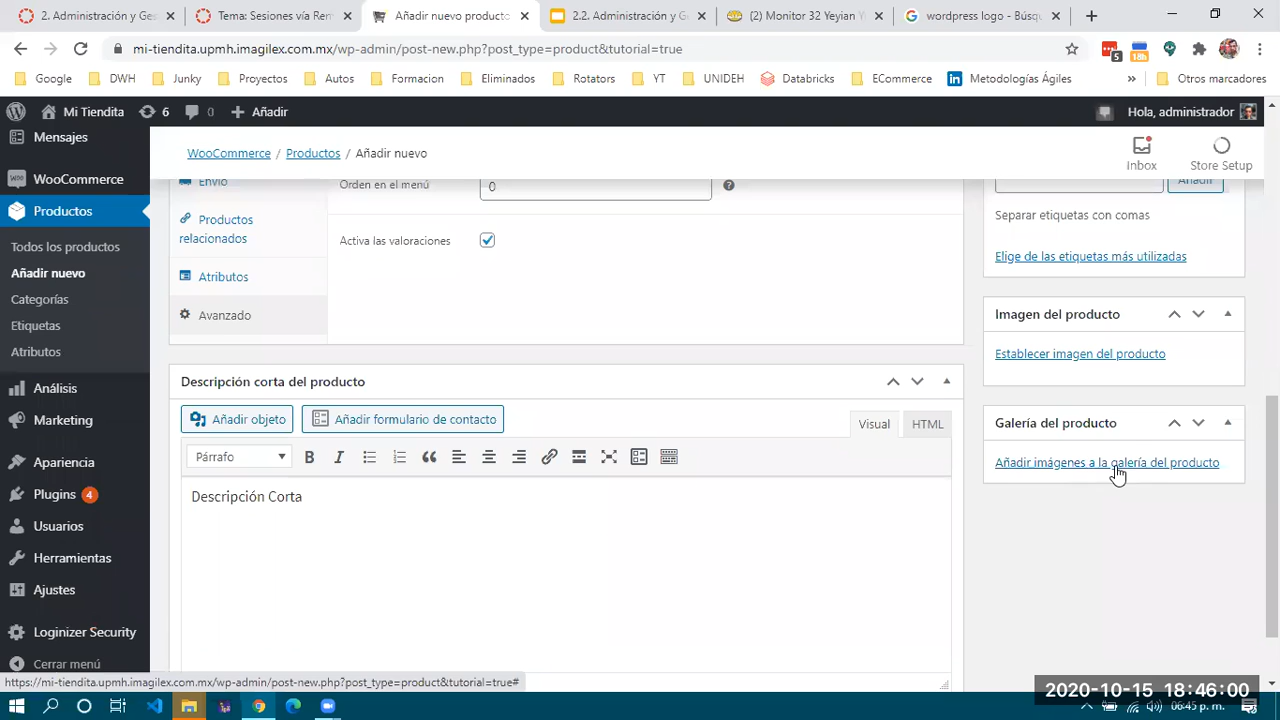 2. Administración y Ges
Tema: Sesiones vía Rem
Añadir nuevo producto
2.2. Administración y G
(2) Monitor 32 Yeyian Y
wordpress logo - Búsq
mi-tiendita.upmh.imagilex.com.mx/wp-admin/post-new.php?post_type=product&tutorial=true
5
18h
Google
DWH
Junky
Proyectos
Autos
Formacion
Eliminados
Rotators
YT
UNIDEH
Databricks
ECommerce
Metodologías Ágiles
»
Otros marcadores
Mi Tiendita
6
0
Añadir
Hola, administrador
Mensajes
WooCommerce
Productos
Todos los productos
Añadir nuevo
Categorías
Etiquetas
Atributos
Análisis
Marketing
Apariencia
Plugins 4
Usuarios
Herramientas
Ajustes
Loginizer Security
Cerrar menú
WooCommerce / Productos / Añadir nuevo
Inbox
Store Setup
Envío
Productos
relacionados
Atributos
Avanzado
Orden en el menú
0
Activa las valoraciones
Descripción corta del producto
Añadir objeto
Añadir formulario de contacto
Visual
HTML
Párrafo
Descripción Corta
Añadir
Separar etiquetas con comas
Elige de las etiquetas más utilizadas
Imagen del producto
Establecer imagen del producto
Galería del producto
Añadir imágenes a la galería del producto
https://mi-tiendita.upmh.imagilex.com.mx/wp-admin/post-new.php?post_type=product&tutorial=true#
2020-10-15 18:46:00
06:45 p. m.